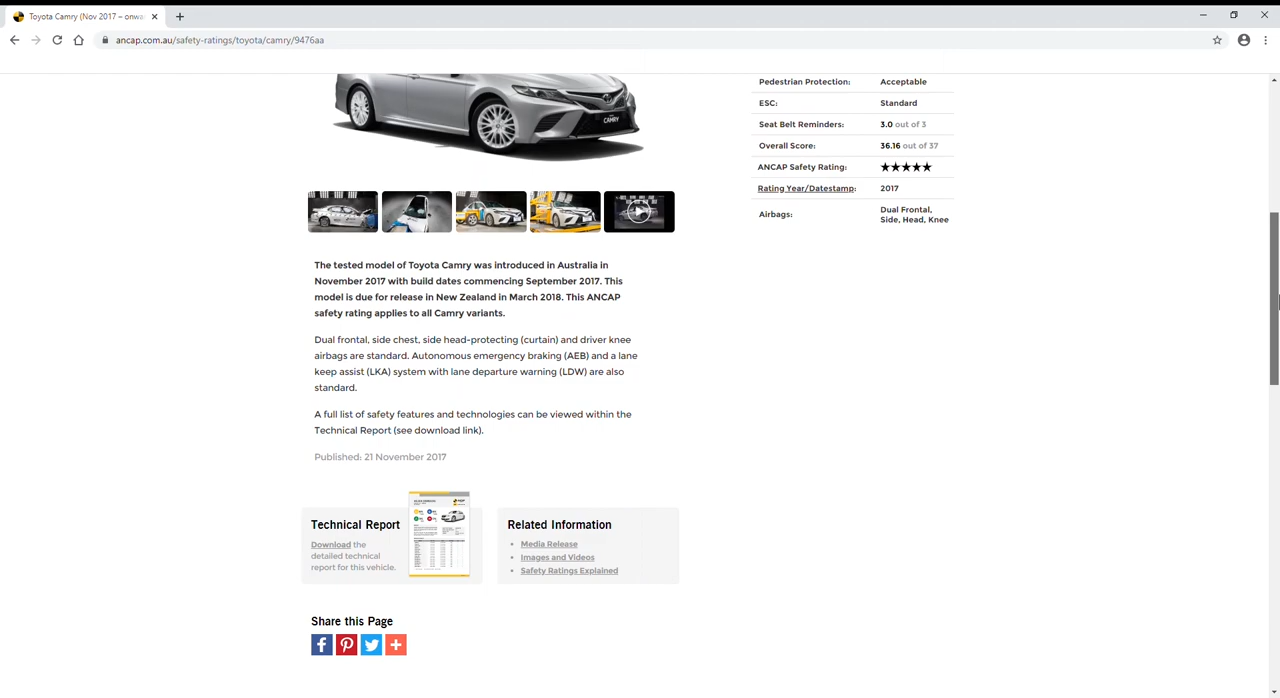 Toyota Camry (Nov 2017 – onwa
ancap.com.au/safety-ratings/toyota/camry/9476aa
CAMRY
Pedestrian Protection: Acceptable
ESC: Standard
Seat Belt Reminders: 3.0 out of 3
Overall Score: 36.16 out of 37
ANCAP Safety Rating: ★★★★★
Rating Year/Datestamp: 2017
Airbags: Dual Frontal,
Side, Head, Knee
The tested model of Toyota Camry was introduced in Australia in
November 2017 with build dates commencing September 2017. This
model is due for release in New Zealand in March 2018. This ANCAP
safety rating applies to all Camry variants.
Dual frontal, side chest, side head-protecting (curtain) and driver knee
airbags are standard. Autonomous emergency braking (AEB) and a lane
keep assist (LKA) system with lane departure warning (LDW) are also
standard.
A full list of safety features and technologies can be viewed within the
Technical Report (see download link).
Published: 21 November 2017
Technical Report
Download the
detailed technical
report for this vehicle.
Related Information
• Media Release
• Images and Videos
• Safety Ratings Explained
Share this Page